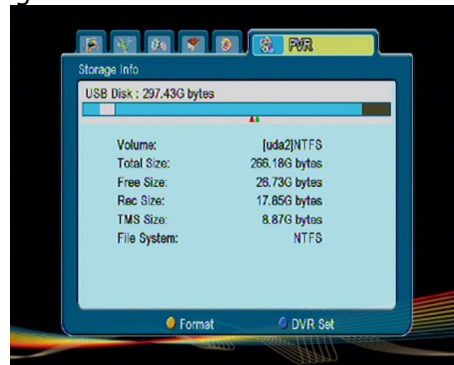 PVR
Storage Info
USB Disk : 297.43G bytes
Volume: [uda2]NTFS
Total Size: 266.18G bytes
Free Size: 26.73G bytes
Rec Size: 17.85G bytes
TMS Size: 8.87G bytes
File System: NTFS
Format DVR Set